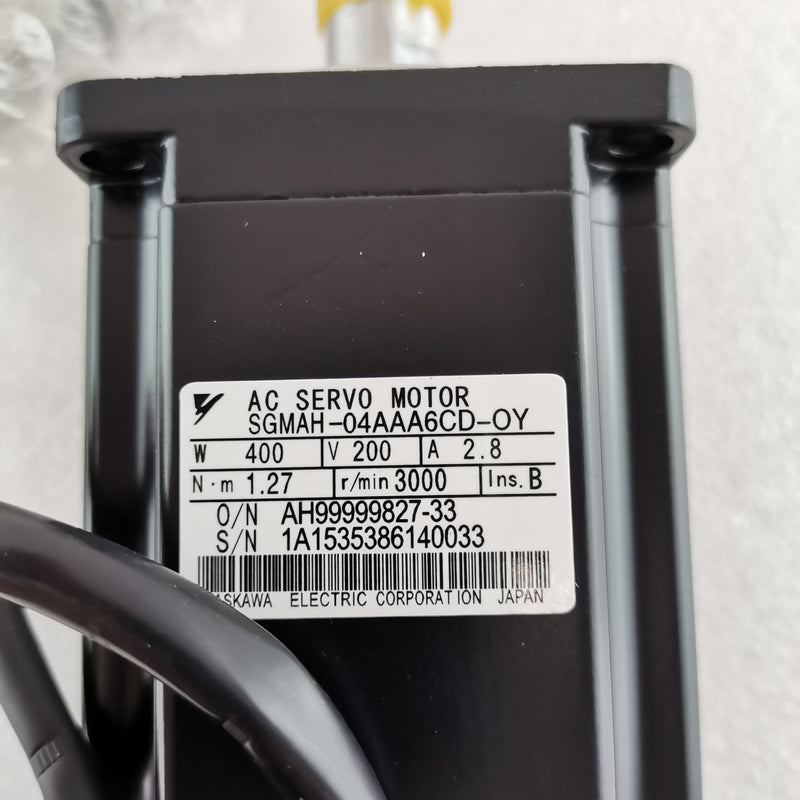 AC SERVO MOTOR
SGMAH-04AAA6CD-OY
W 400 V 200 A 2.8
N·m 1.27 r/min 3000 Ins. B
O/N AH99999827-33
S/N 1A1535386140033
ELECTRIC CORPORATION JAPAN